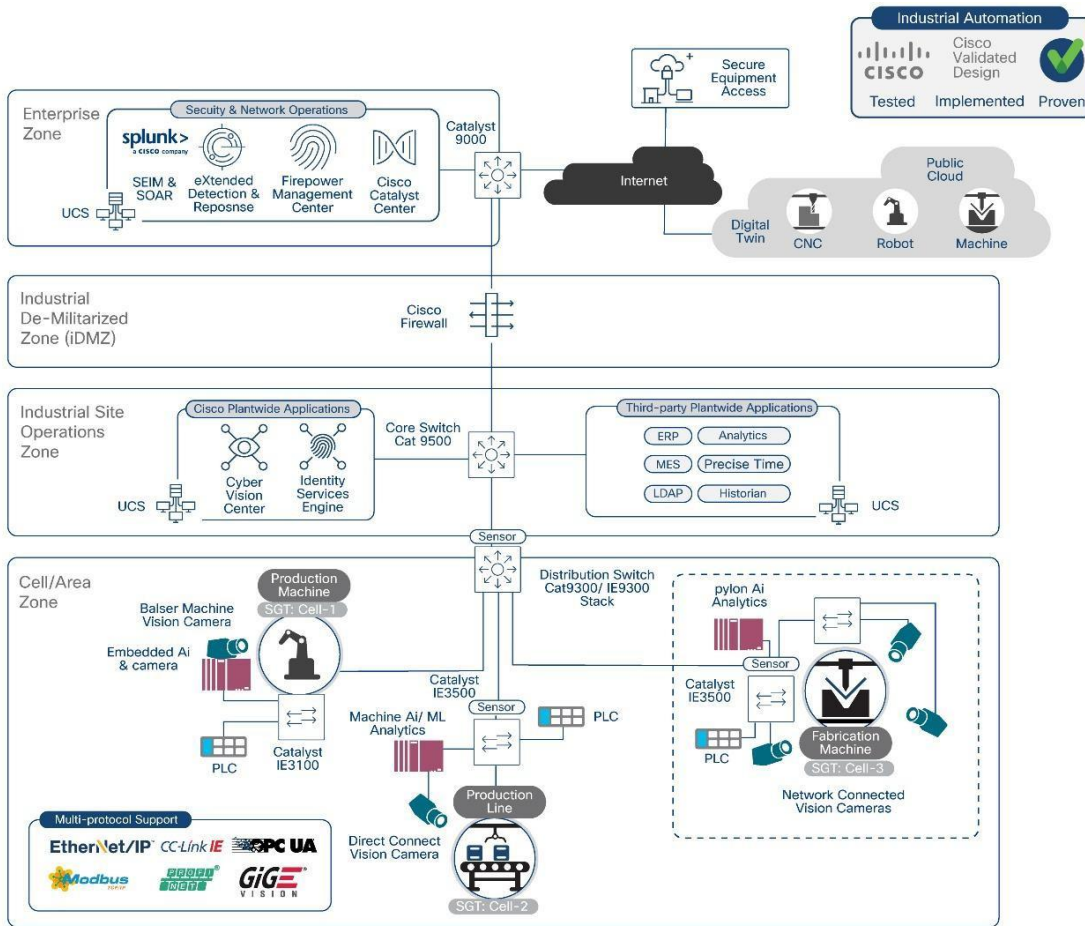 Industrial Automation
CISCO
Cisco
Validated
Design
Tested
Implemented
Proven
Secure
Equipment
Access
Enterprise
Zone
Secuity & Network Operations
splunk>
a CISCO company
SEIM &
SOAR
eXtended
Detection &
Reposnse
Firepower
Management
Center
Cisco
Catalyst
Center
UCS
Catalyst
9000
Internet
Public
Cloud
Digital
Twin
CNC
Robot
Machine
Industrial
De-Militarized
Zone (iDMZ)
Cisco
Firewall
Industrial Site
Operations
Zone
Cisco Plantwide Applications
Cyber
Vision
Center
Identity
Services
Engine
UCS
Core Switch
Cat 9500
Third-party Plantwide Applications
ERP
Analytics
MES
Precise Time
LDAP
Historian
UCS
Sensor
Cell/Area
Zone
Distribution Switch
Cat9300/ IE9300
Stack
Production
Machine
SGT: Cell-1
Balser Machine
Vision Camera
Embedded Ai
& camera
PLC
Catalyst
IE3100
Catalyst
IE3500
Sensor
Machine Ai/ ML
Analytics
PLC
Direct Connect
Vision Camera
Production
Line
SGT: Cell-2
pylon Ai
Analytics
Sensor
Catalyst
IE3500
PLC
Fabrication
Machine
SGT: Cell-3
Network Connected
Vision Cameras
Multi-protocol Support
EtherNet/IP
CC-Link IE
OPC UA
Modbus
TCP/IP
PROFI
NET
GiGE
VISION